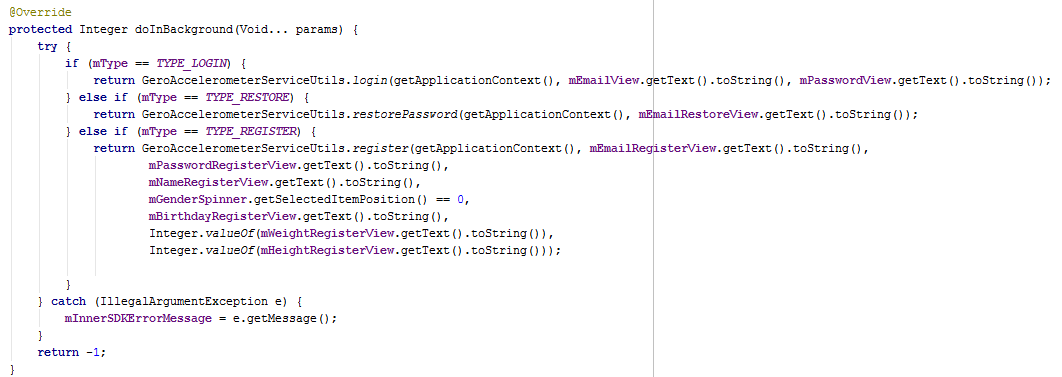 @Override
protected Integer doInBackground(Void... params) {
    try {
        if (mType == TYPE_LOGIN) {
            return GeroAccelerometerServiceUtils.login(getApplicationContext(), mEmailView.getText().toString(), mPasswordView.getText().toString());
        } else if (mType == TYPE_RESTORE) {
            return GeroAccelerometerServiceUtils.restorePassword(getApplicationContext(), mEmailRestoreView.getText().toString());
        } else if (mType == TYPE_REGISTER) {
            return GeroAccelerometerServiceUtils.register(getApplicationContext(), mEmailRegisterView.getText().toString(),
                    mPasswordRegisterView.getText().toString(),
                    mNameRegisterView.getText().toString(),
                    mGenderSpinner.getSelectedItemPosition() == 0,
                    mBirthdayRegisterView.getText().toString(),
                    Integer.valueOf(mWeightRegisterView.getText().toString()),
                    Integer.valueOf(mHeightRegisterView.getText().toString()));
        }
    } catch (IllegalArgumentException e) {
        mInnerSDKErrorMessage = e.getMessage();
    }
    return -1;
}